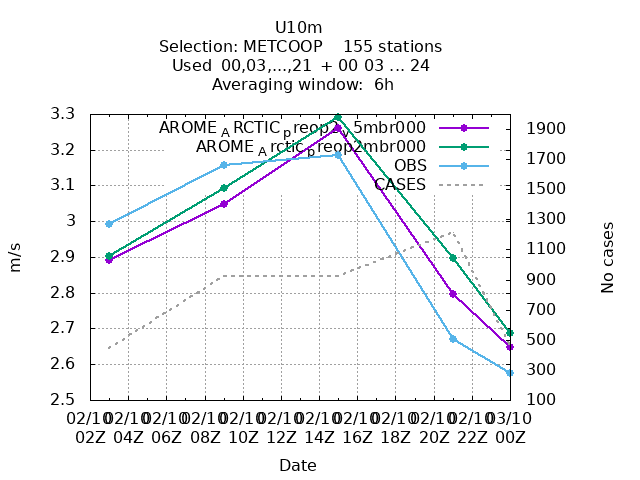 U10m
Selection: METCOOP 155 stations
Used 00,03,...,21 + 00 03 ... 24
Averaging window: 6h
AROME_ARCTIC_preop2_v5mbr000
AROME_Arctic_preop2mbr000
OBS
CASES
3.3
3.2
3.1
3
2.9
2.8
2.7
2.6
2.5
m/s
1900
1700
1500
1300
1100
900
700
500
300
100
No cases
02/10 02/10 02/10 02/10 02/10 02/10 02/10 02/10 02/10 02/10 02/10 03/10
02Z 04Z 06Z 08Z 10Z 12Z 14Z 16Z 18Z 20Z 22Z 00Z
Date